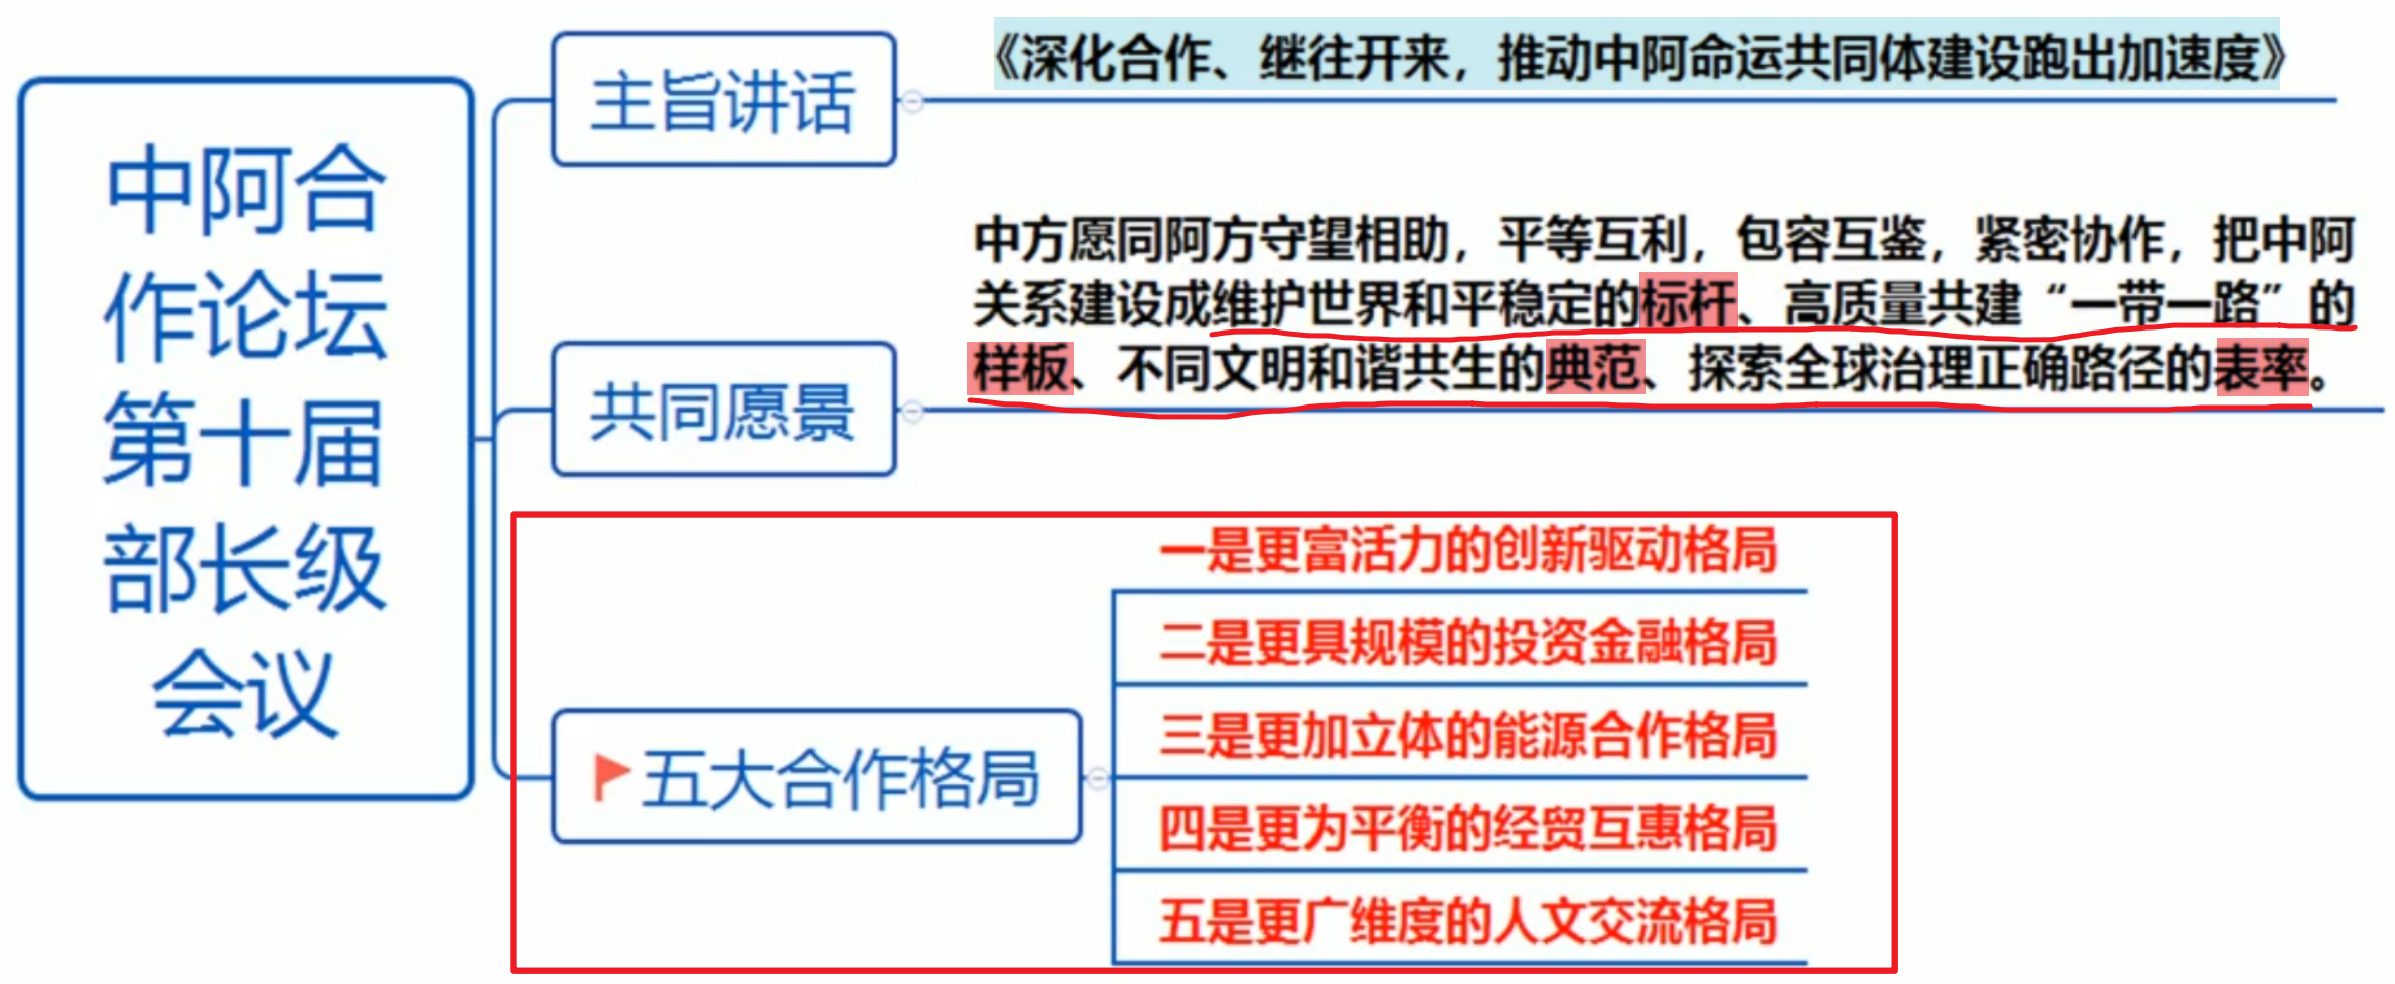 中阿合
作论坛
第十届
部长级
会议
主旨讲话
《深化合作、继往开来，推动中阿命运共同体建设跑出加速度》
共同愿景
中方愿同阿方守望相助，平等互利，包容互鉴，紧密协作，把中阿
关系建设成维护世界和平稳定的标杆、高质量共建“一带一路”的
样板、不同文明和谐共生的典范、探索全球治理正确路径的表率。
五大合作格局
一是更富活力的创新驱动格局
二是更具规模的投资金融格局
三是更加立体的能源合作格局
四是更为平衡的经贸互惠格局
五是更广维度的人文交流格局